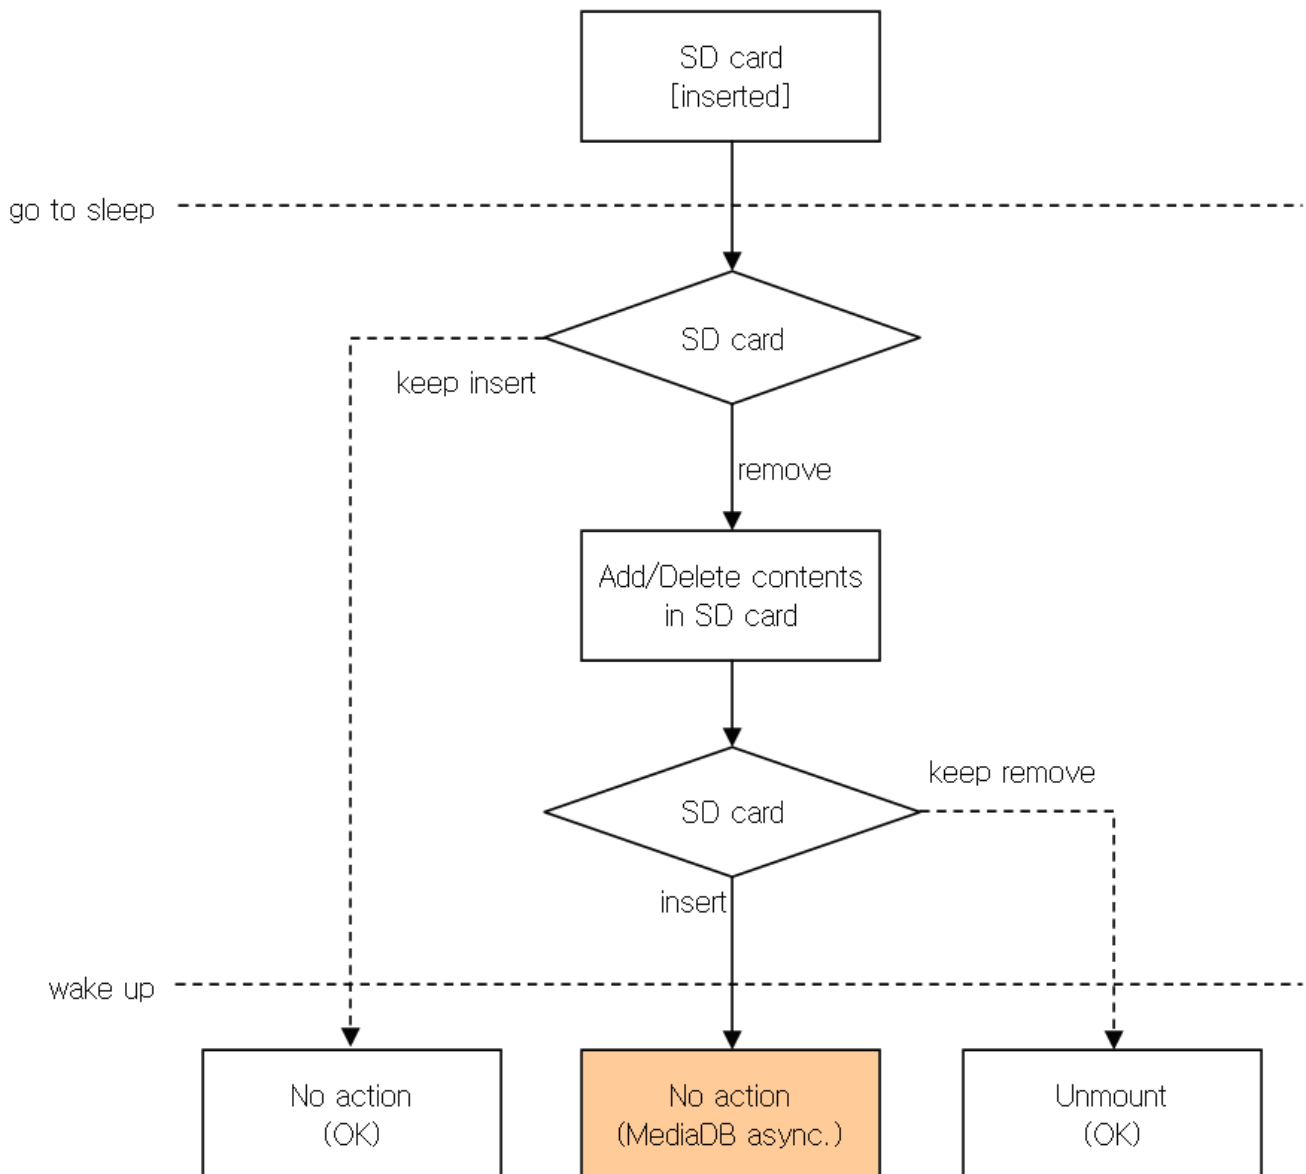 SD card
[inserted]
go to sleep
SD card
keep insert
remove
Add/Delete contents
in SD card
keep remove
SD card
insert
wake up
No action
(OK)
No action
(MediaDB async.)
Unmount
(OK)